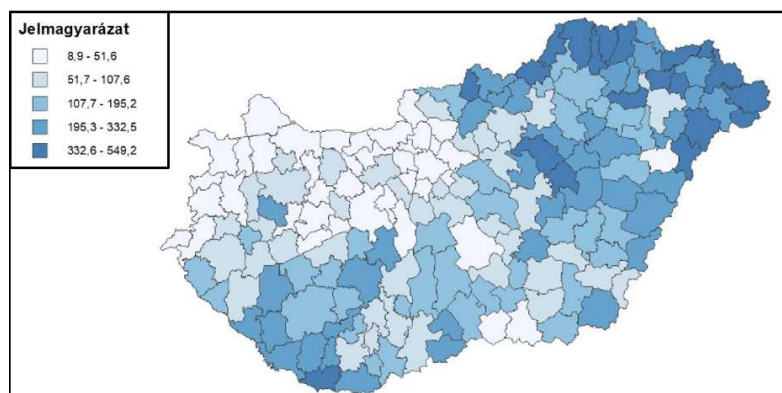 Jelmagyarázat
8,9 - 51,6
51,7 - 107,6
107,7 - 195,2
195,3 - 332,5
332,6 - 549,2